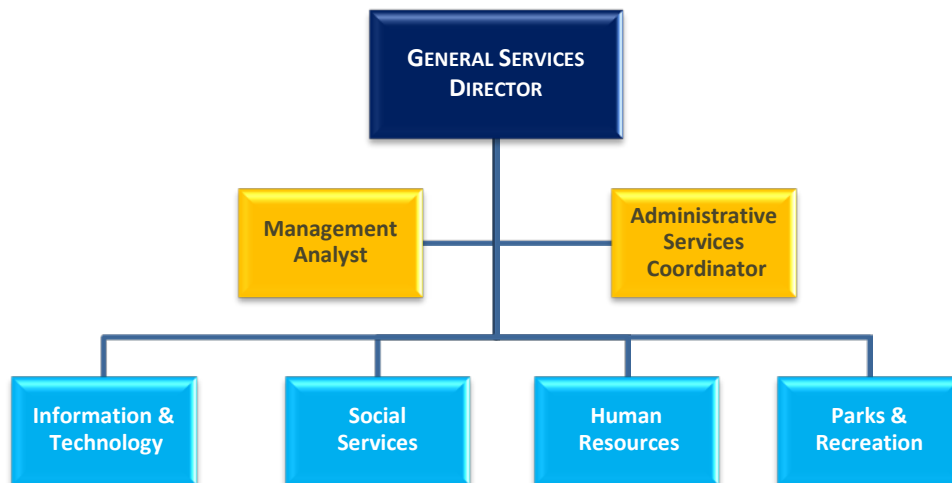 GENERAL SERVICES
DIRECTOR
Management
Analyst
Administrative
Services
Coordinator
Information &
Technology
Social
Services
Human
Resources
Parks &
Recreation